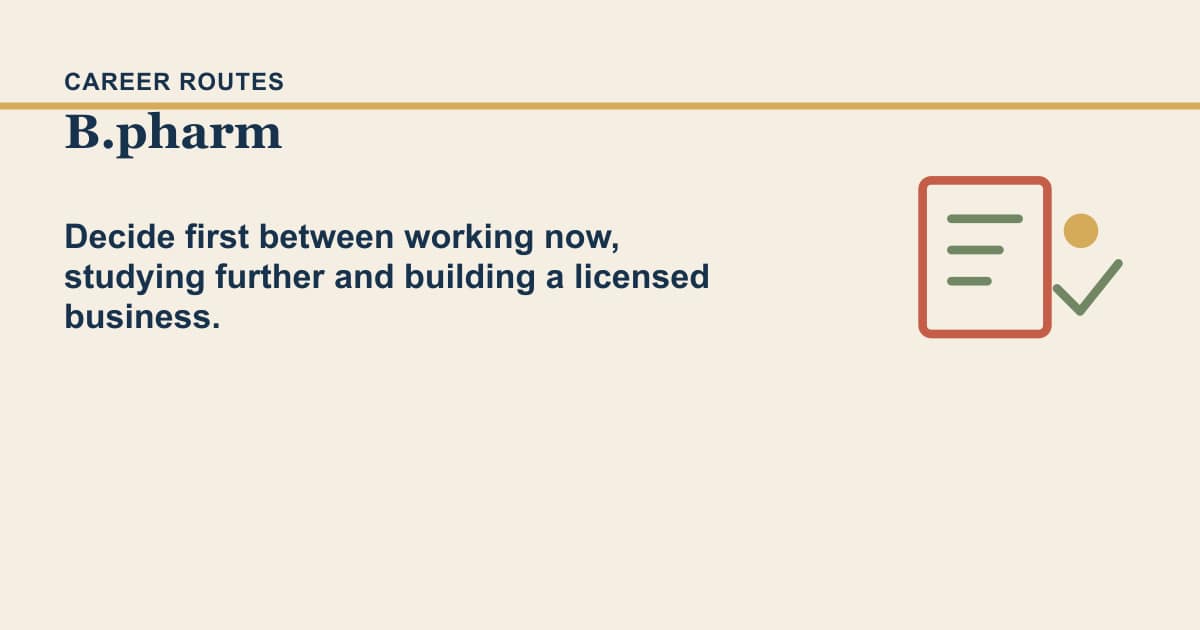 CAREER ROUTES
B.pharm
Decide first between working now,
studying further and building a licensed
business.